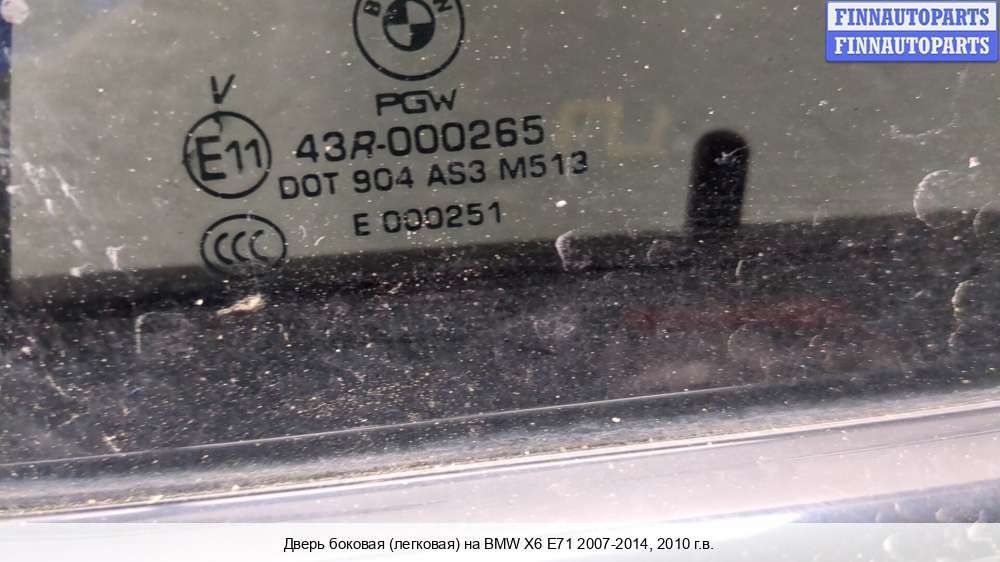 FINNAUTOPARTS
FINNAUTOPARTS
V
PGW
E11
43R-000265
DOT 904 AS3 M513
E 000251
CCC
Дверь боковая (легковая) на BMW X6 E71 2007-2014, 2010 г.в.